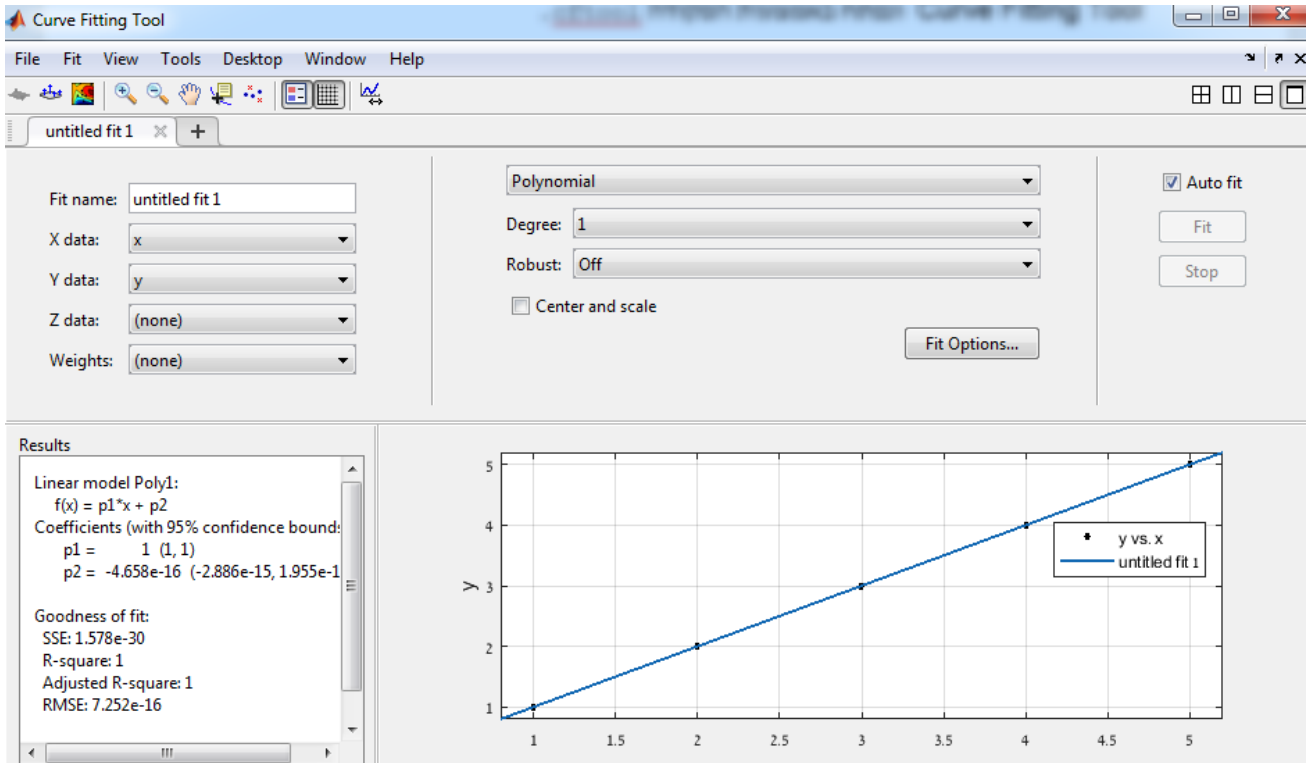 Curve Fitting Tool
File Fit View Tools Desktop Window Help
untitled fit 1
Fit name: untitled fit 1
X data: x
Y data: y
Z data: (none)
Weights: (none)
Polynomial
Degree: 1
Robust: Off
Center and scale
Fit Options...
Auto fit
Fit
Stop
Results
Linear model Poly1:
f(x) = p1*x + p2
Coefficients (with 95% confidence bounds
p1 = 1 (1, 1)
p2 = -4.658e-16 (-2.886e-15, 1.955e-1
Goodness of fit:
SSE: 1.578e-30
R-square: 1
Adjusted R-square: 1
RMSE: 7.252e-16
5
4
3
2
1
y
y vs. x
untitled fit 1
1 1.5 2 2.5 3 3.5 4 4.5 5